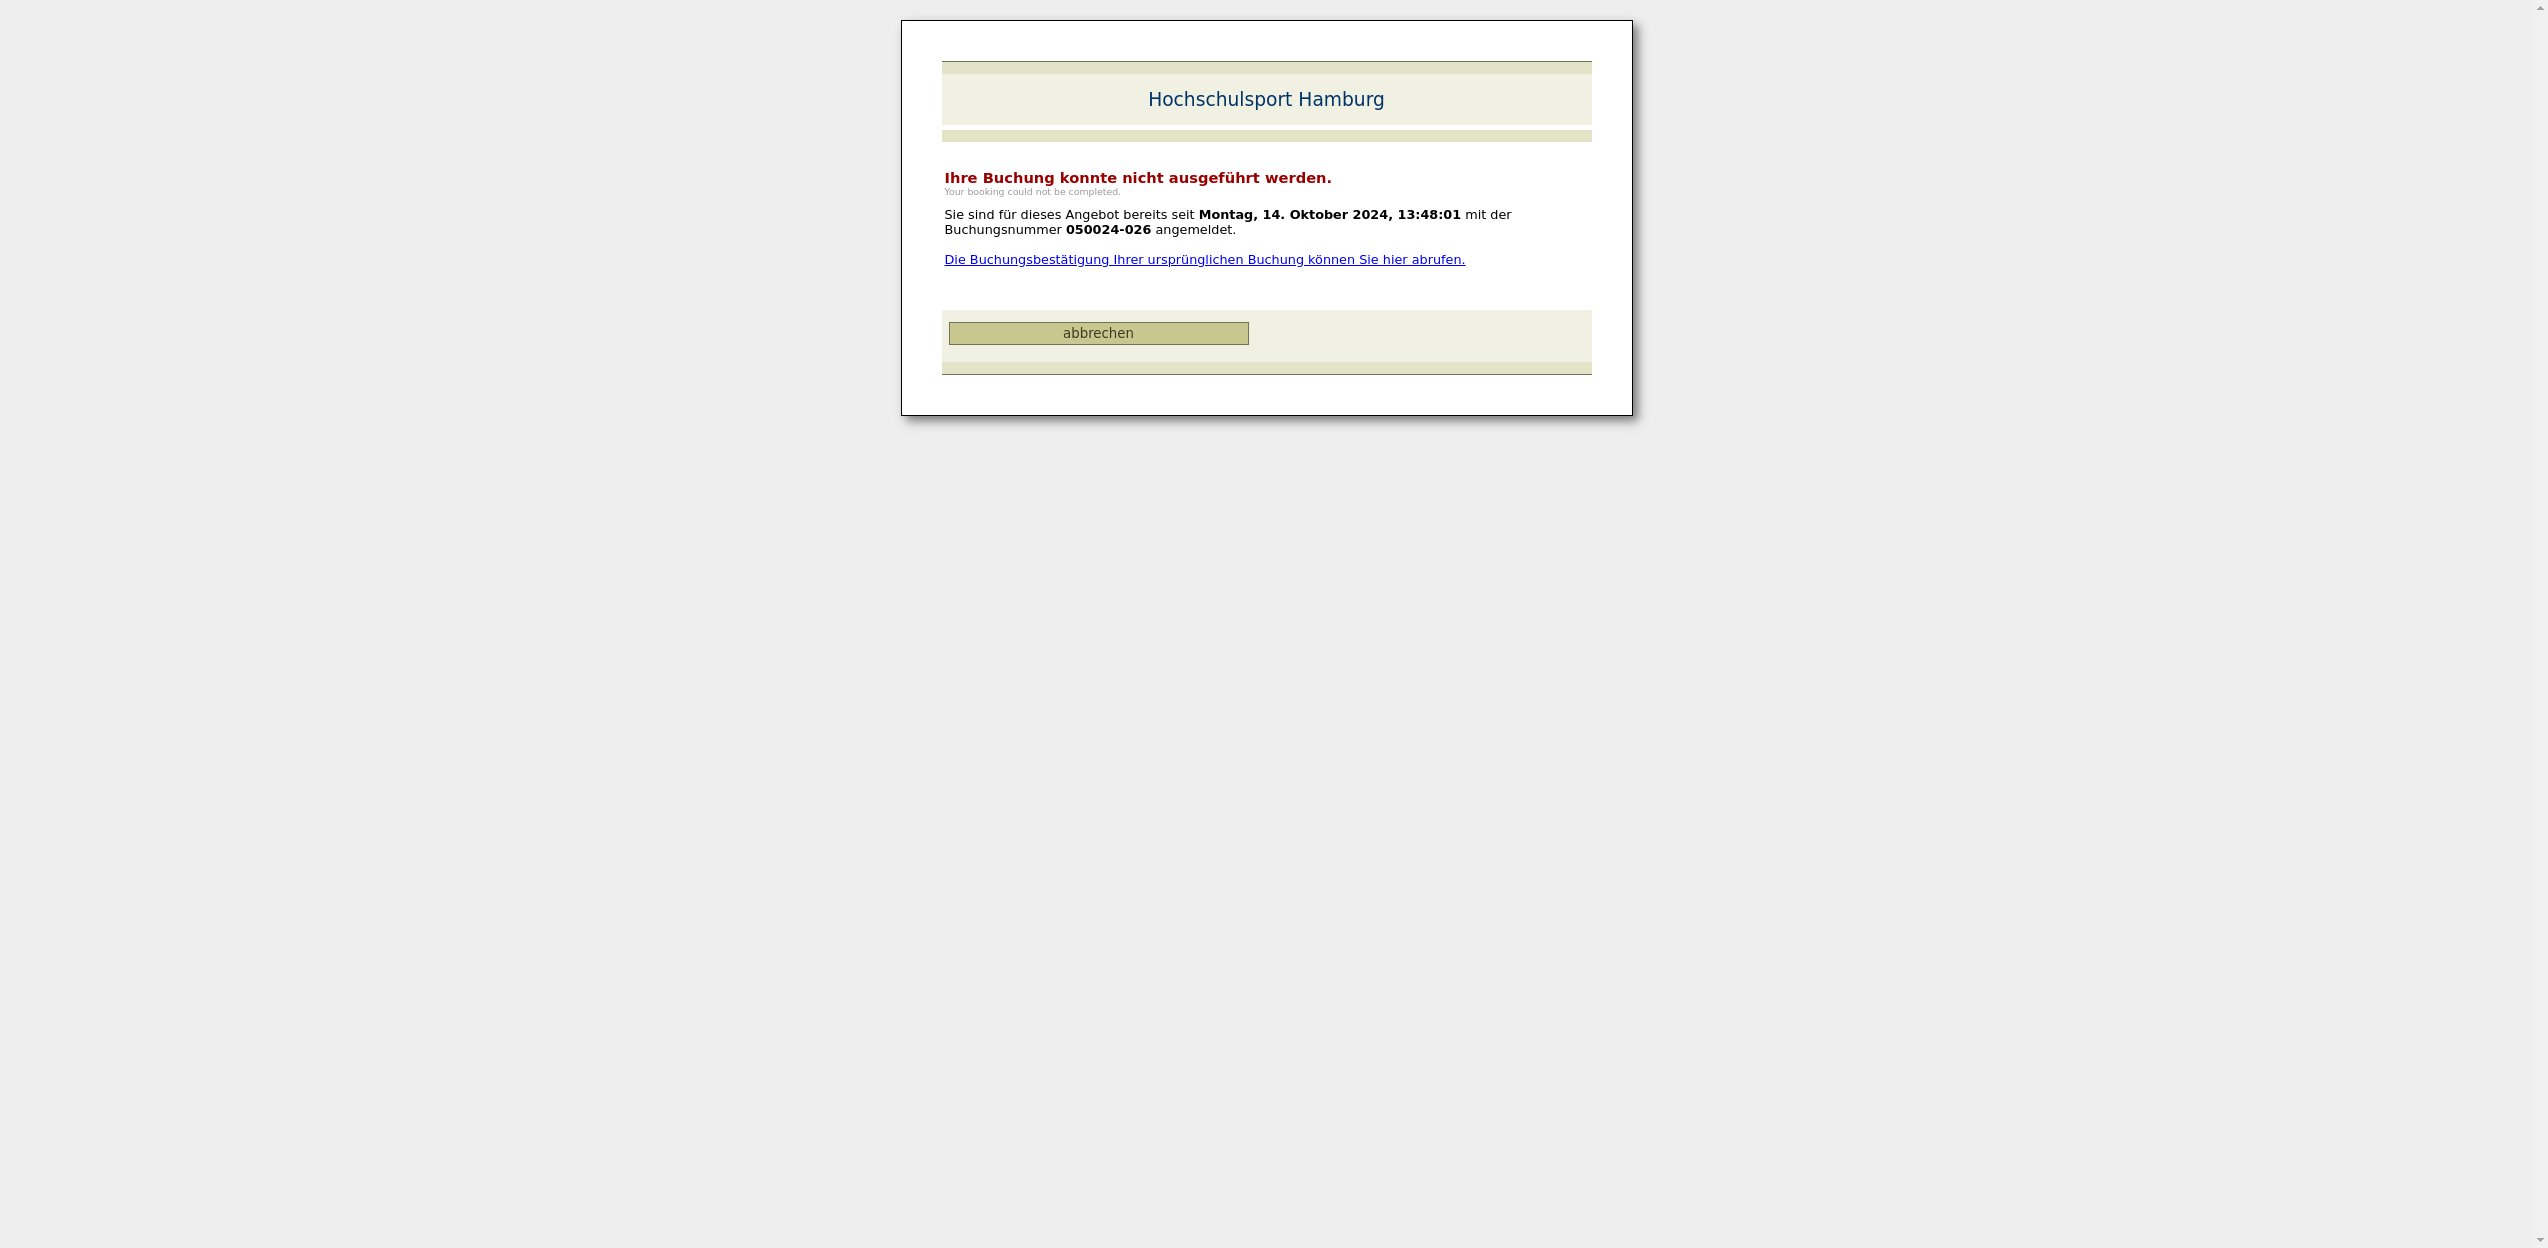 Hochschulsport Hamburg
Ihre Buchung konnte nicht ausgeführt werden.
Your booking could not be completed.
Sie sind für dieses Angebot bereits seit Montag, 14. Oktober 2024, 13:48:01 mit der
Buchungsnummer 050024-026 angemeldet.
Die Buchungsbestätigung Ihrer ursprünglichen Buchung können Sie hier abrufen.
abbrechen